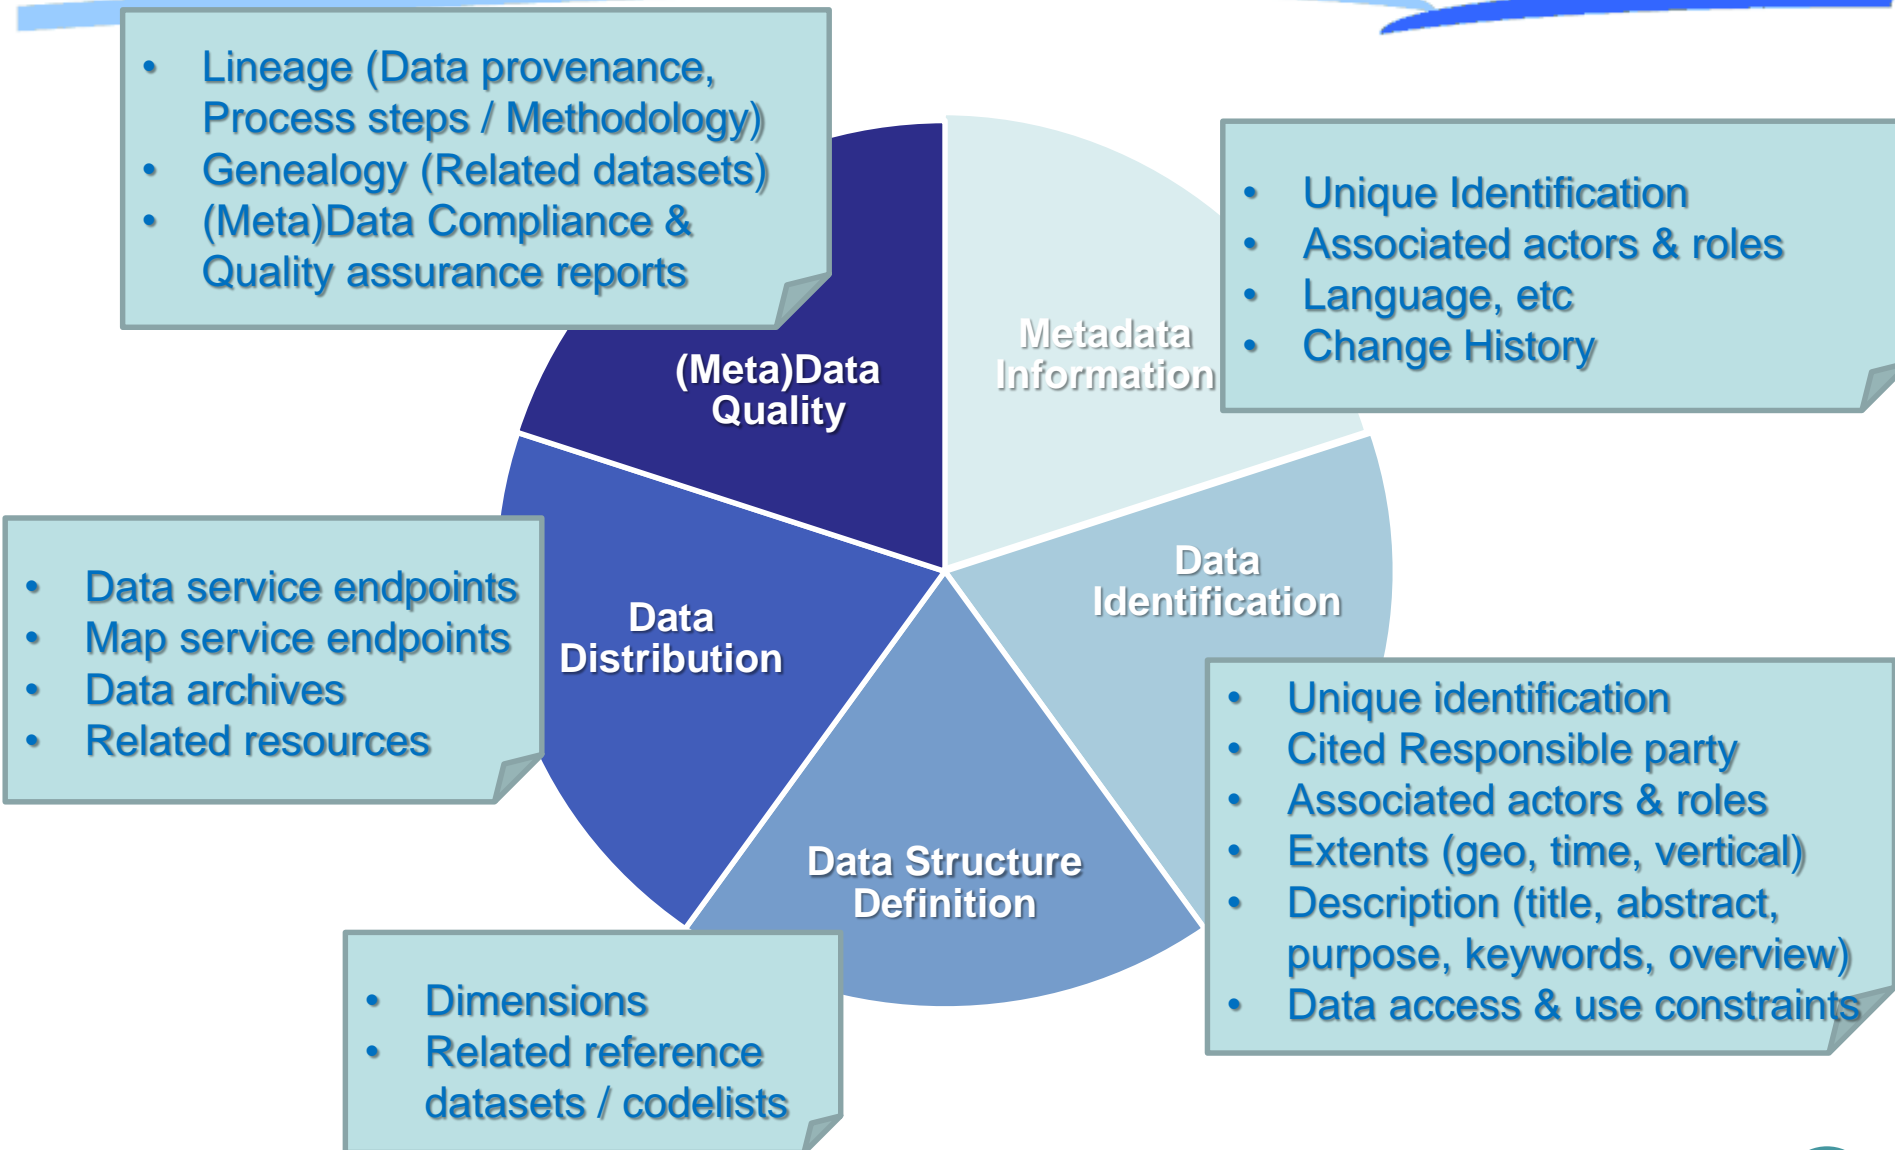 • Lineage (Data provenance,
Process steps / Methodology)
• Genealogy (Related datasets)
• (Meta)Data Compliance &
Quality assurance reports
• Unique Identification
• Associated actors & roles
• Language, etc
• Change History
Metadata
Information
(Meta)Data
Quality
Data
Identification
Data
Distribution
Data Structure
Definition
• Data service endpoints
• Map service endpoints
• Data archives
• Related resources
• Unique identification
• Cited Responsible party
• Associated actors & roles
• Extents (geo, time, vertical)
• Description (title, abstract,
purpose, keywords, overview)
• Data access & use constraints
• Dimensions
• Related reference
datasets / codelists